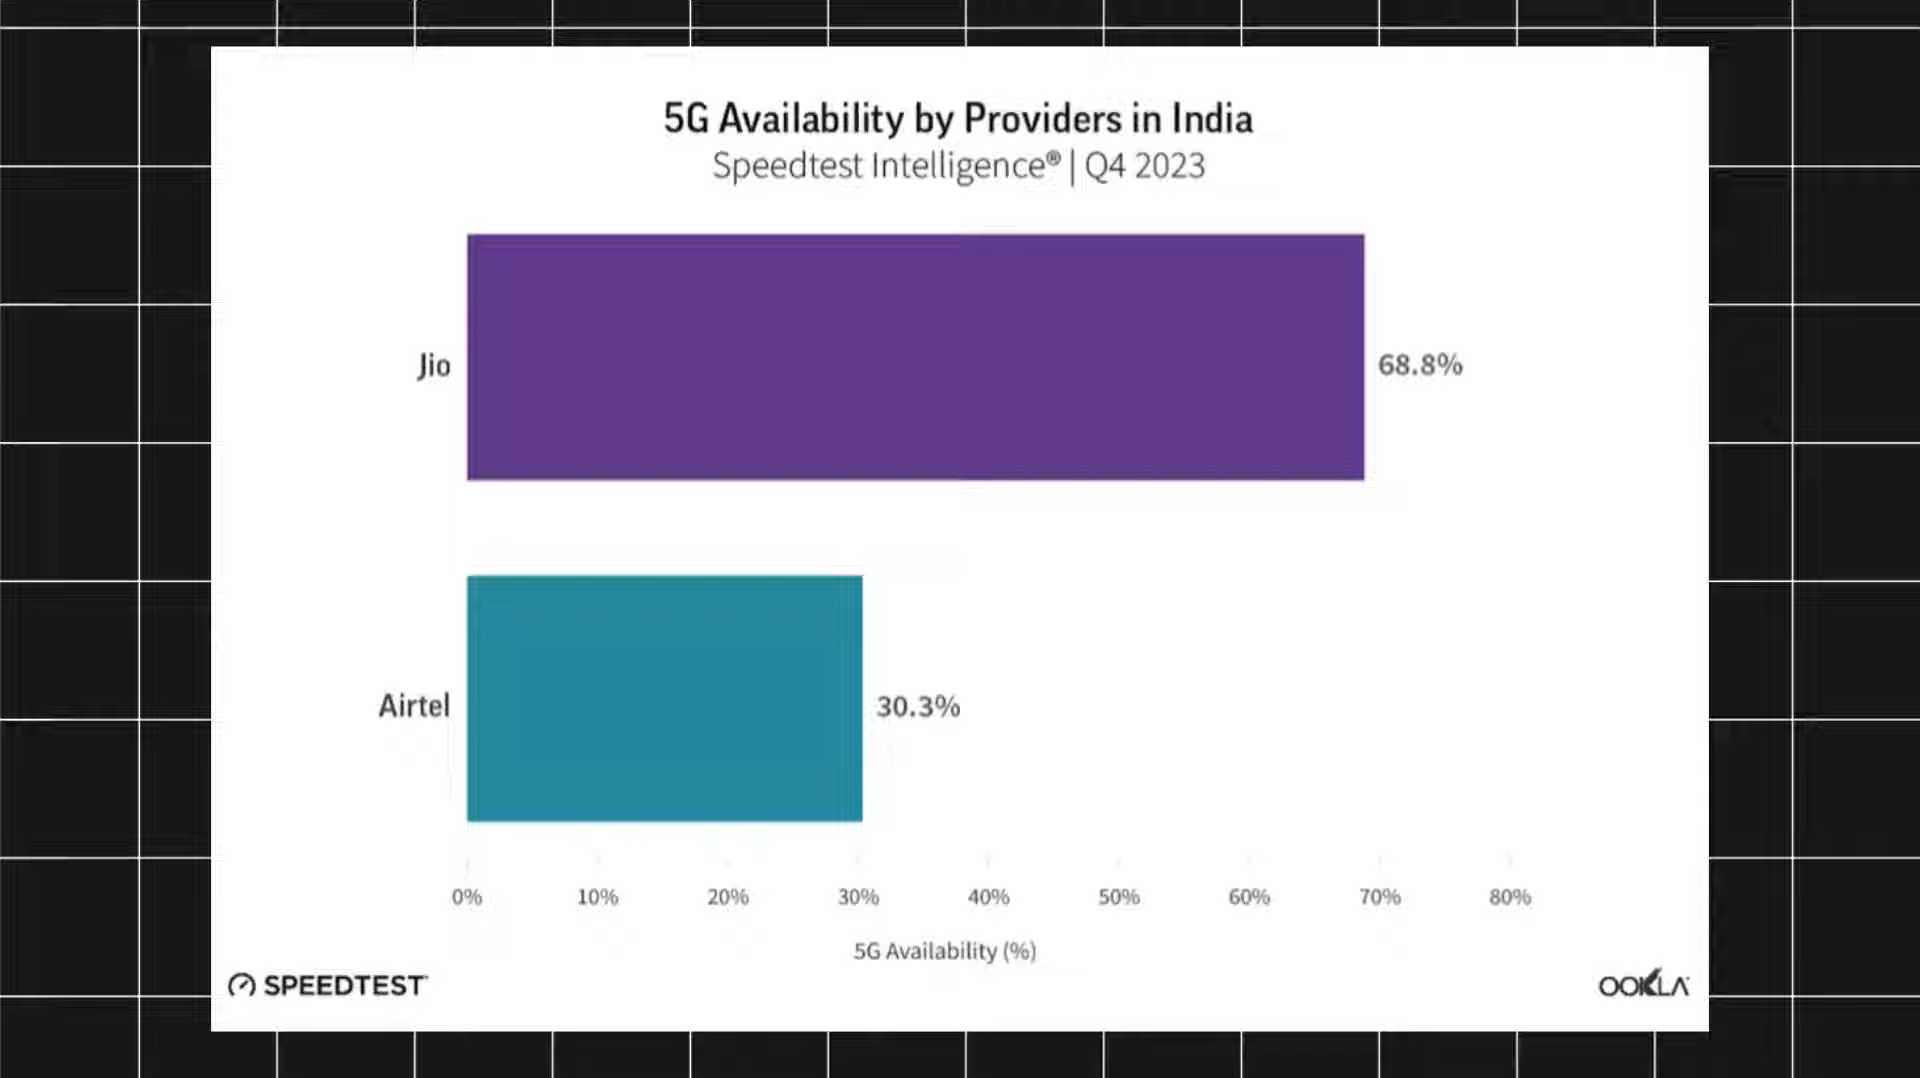 5G Availability by Providers in India
Speedtest Intelligence® | Q4 2023
Jio
68.8%
Airtel
30.3%
0% 10% 20% 30% 40% 50% 60% 70% 80%
5G Availability (%)
SPEEDTEST
OOKLA